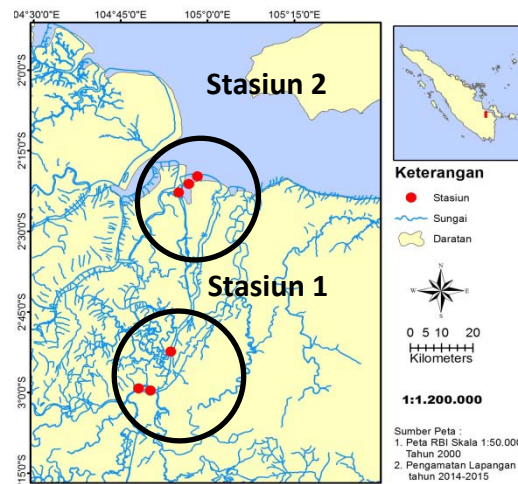 04°30'0"E 104°45'0"E 105°0'0"E 105°15'0"E
2°0'0"S
2°15'0"S
2°30'0"S
2°45'0"S
3°0'0"S
15'0"S
Stasiun 2
Stasiun 1
Keterangan
Stasiun
Sungai
Daratan
N
W E
S
0 5 10 20
Kilometers
1:1.200.000
Sumber Peta :
1. Peta RBI Skala 1:50.000
Tahun 2000
2. Pengamatan Lapangan
tahun 2014-2015